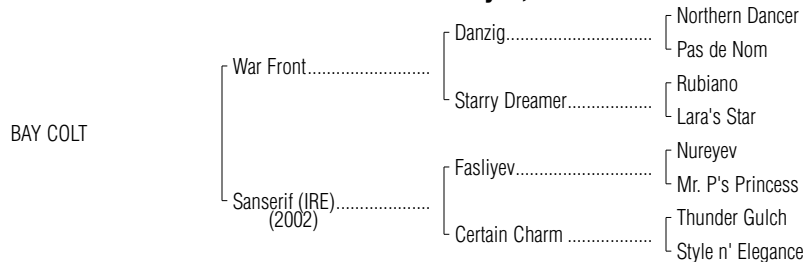 Northern Dancer
Danzig..............................
Pas de Nom
War Front.........................
Rubiano
Starry Dreamer.................
Lara's Star
BAY COLT
Nureyev
Fasliyev............................
Mr. P's Princess
Sanserif (IRE)...................
(2002)
Thunder Gulch
Certain Charm .................
Style n' Elegance